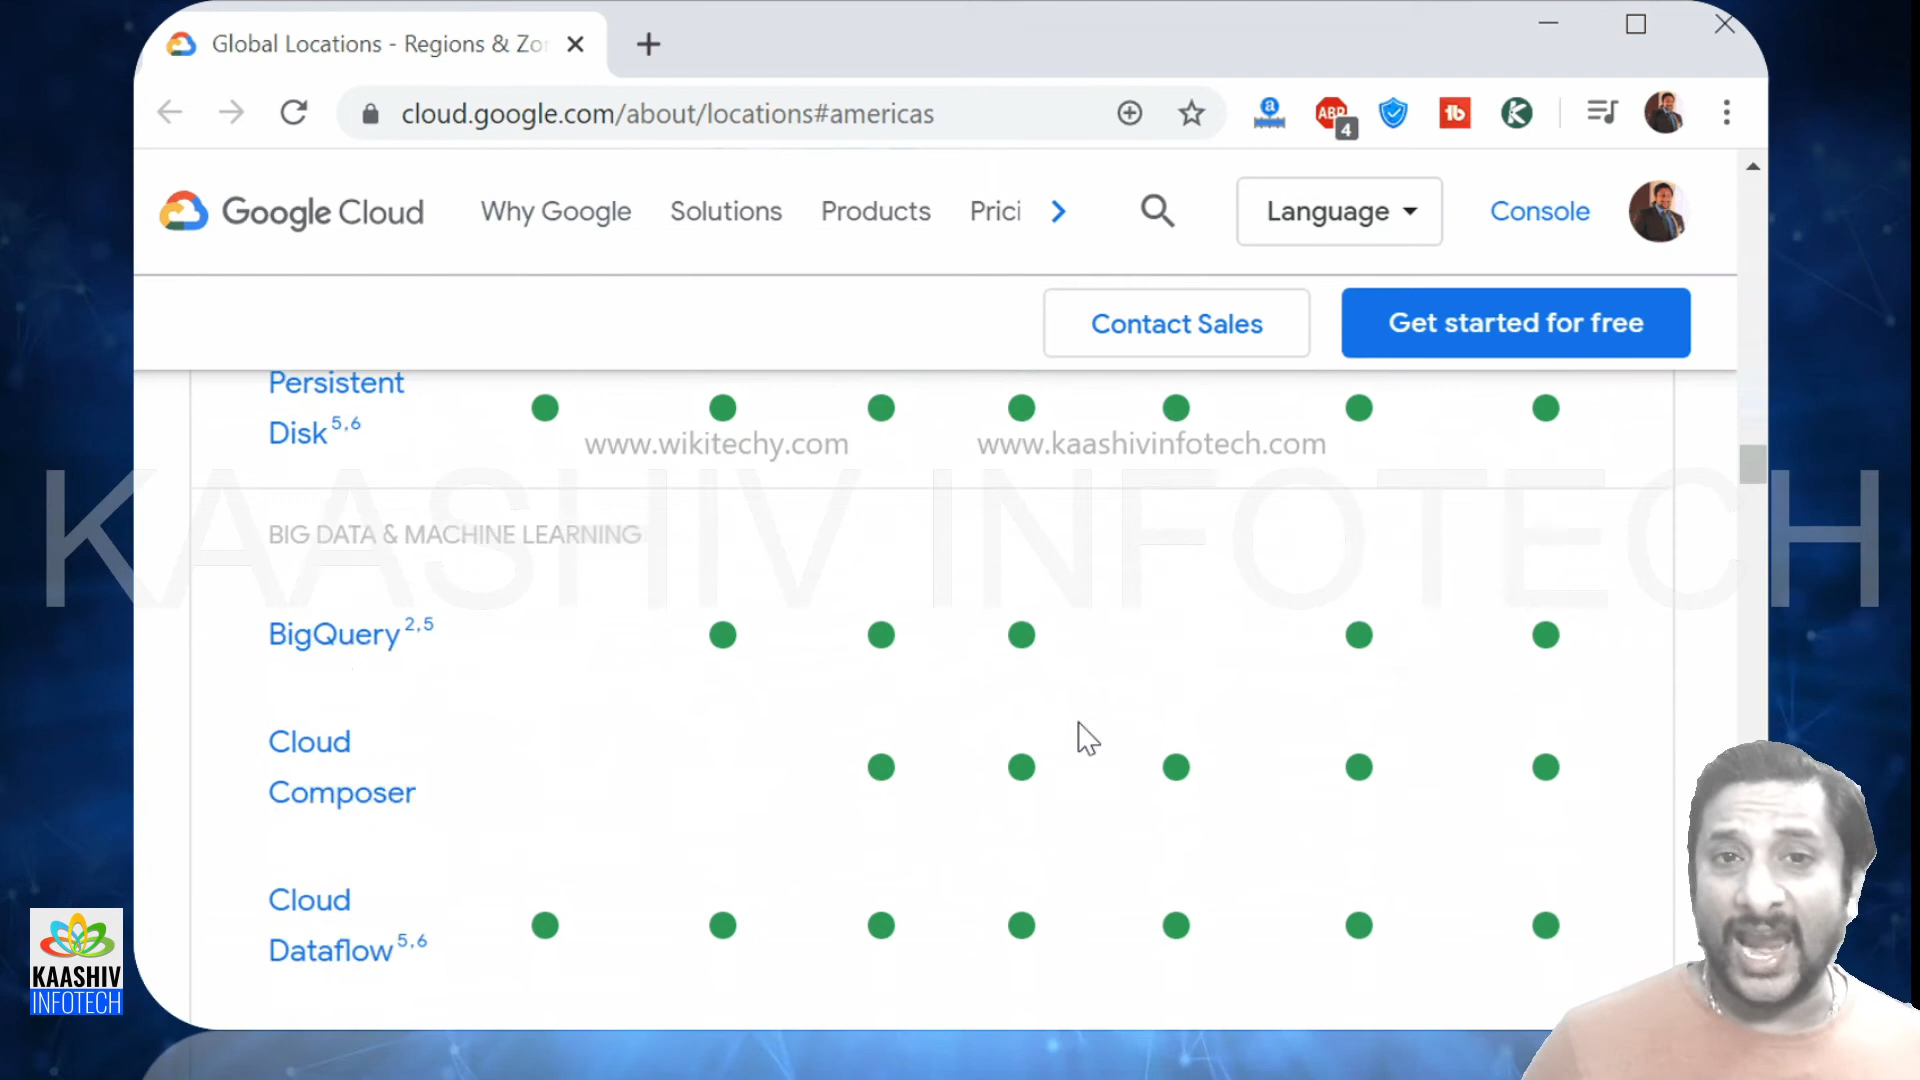 Global Locations - Regions & Zo
cloud.google.com/about/locations#americas
ABP
4
Google Cloud
Why Google
Solutions
Products
Prici
Language
Console
Contact Sales
Get started for free
Persistent
Disk 5,6
www.wikitechy.com
www.kaashivinfotech.com
KAASHIV INFOTECH
BIG DATA & MACHINE LEARNING
BigQuery 2,5
Cloud
Composer
Cloud
Dataflow 5,6
KAASHIV
INFOTECH